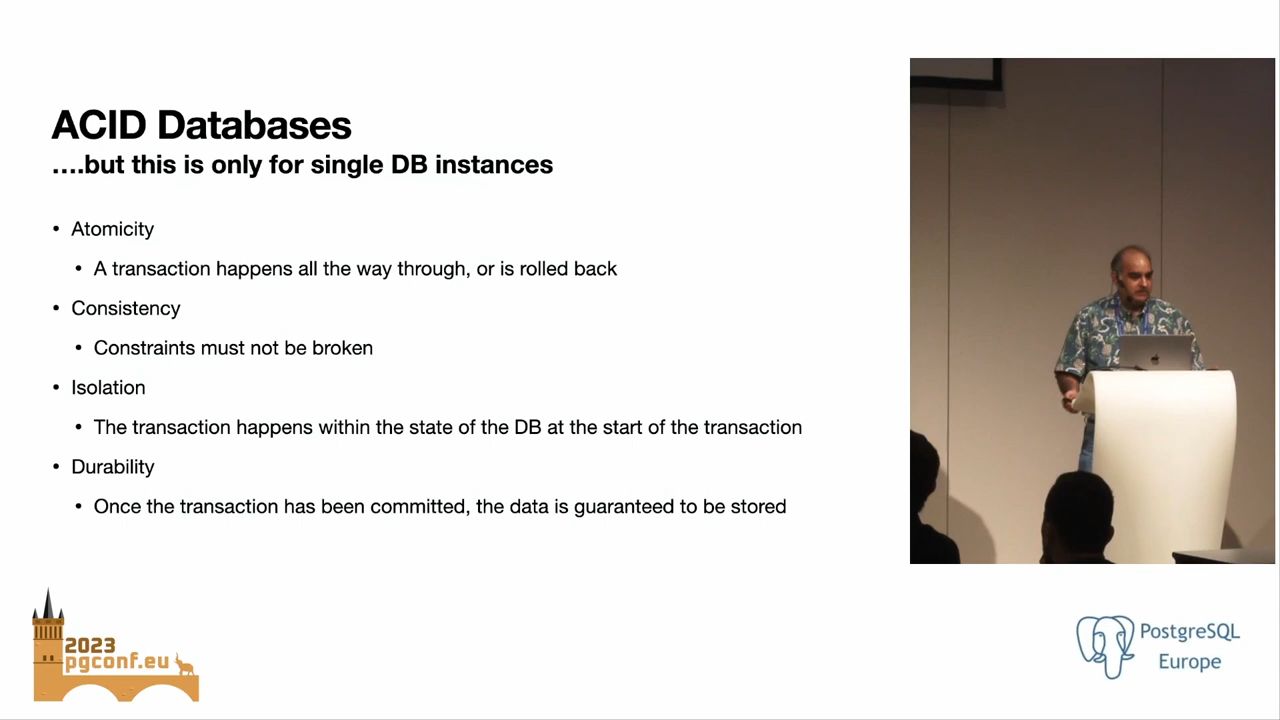 ACID Databases
....but this is only for single DB instances
• Atomicity
• A transaction happens all the way through, or is rolled back
• Consistency
• Constraints must not be broken
• Isolation
• The transaction happens within the state of the DB at the start of the transaction
• Durability
• Once the transaction has been committed, the data is guaranteed to be stored
2023
pgconf.eu
PostgreSQL
Europe